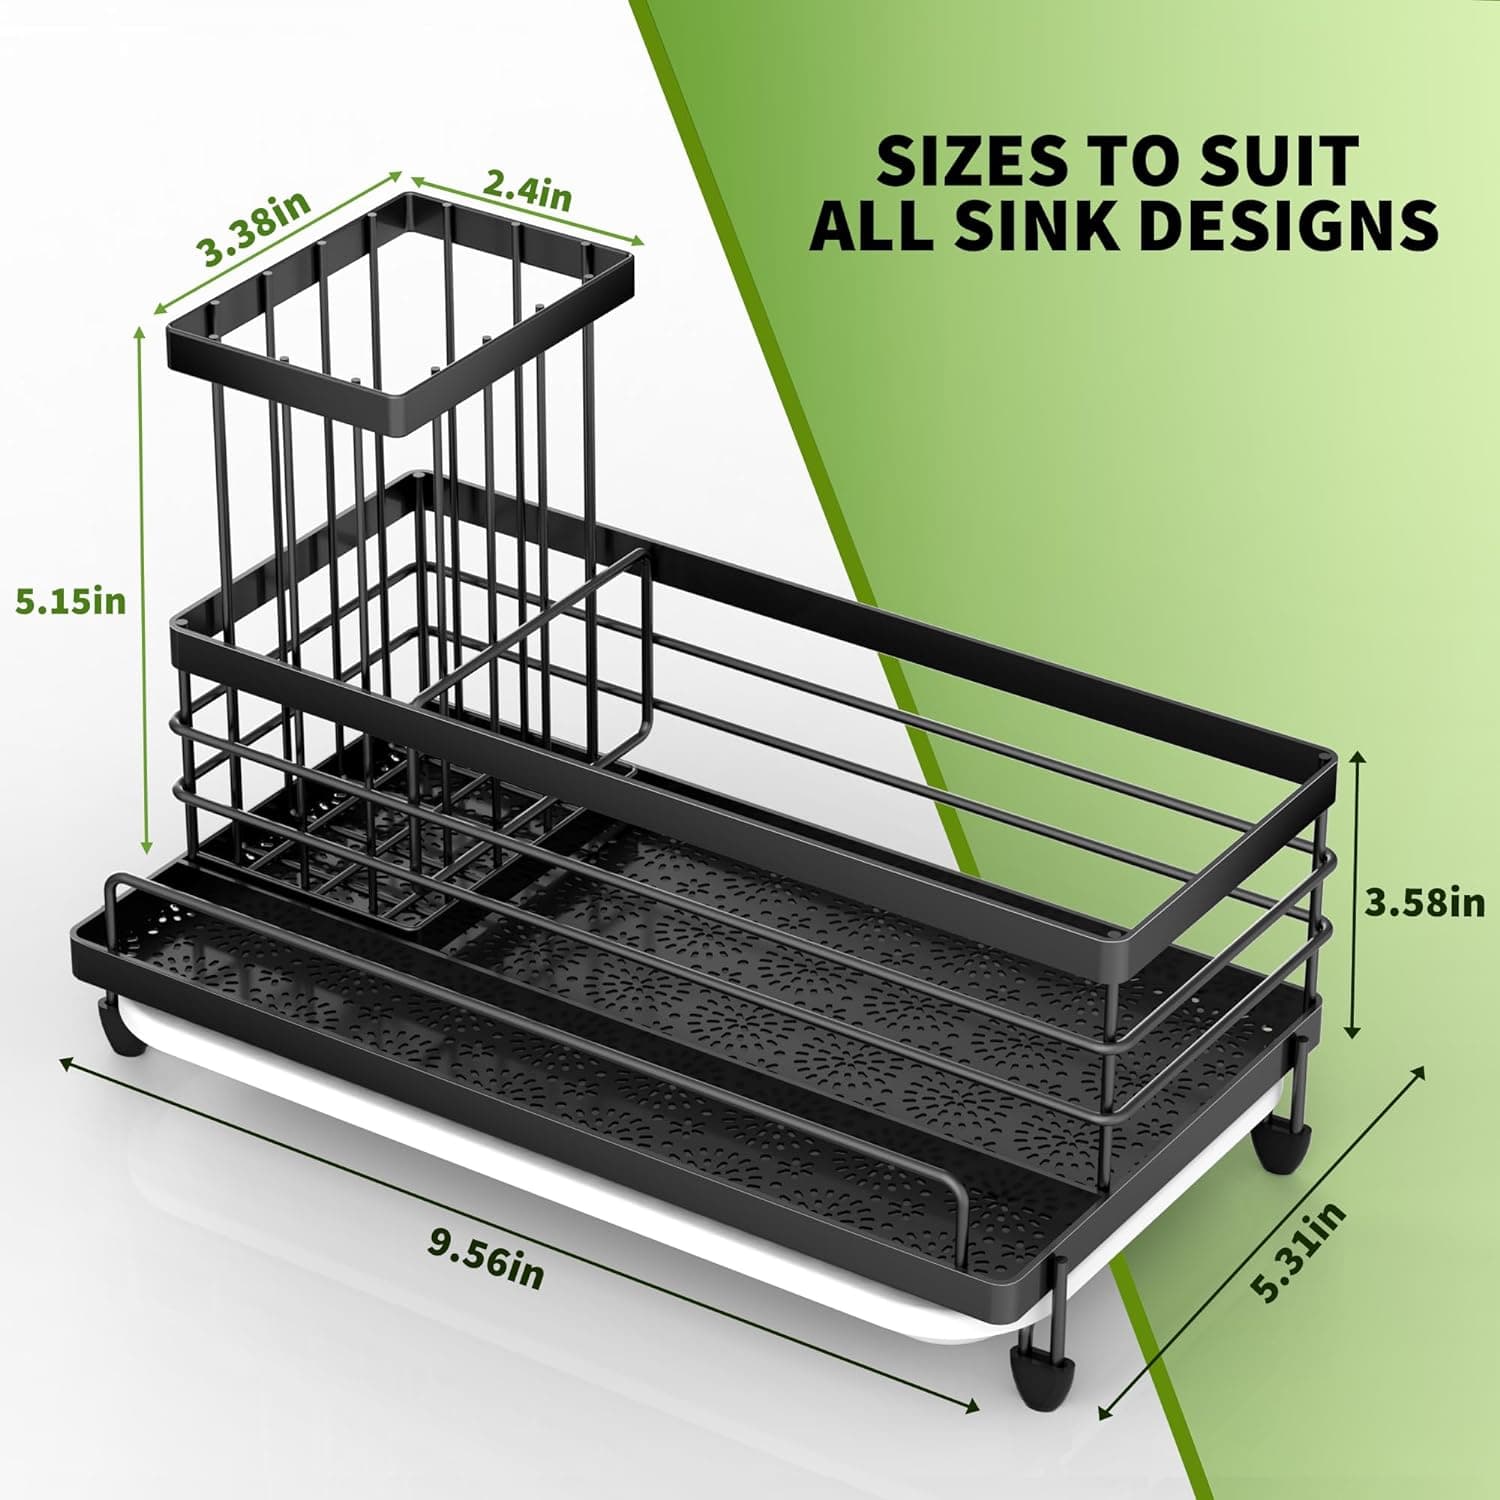 SIZES TO SUIT
ALL SINK DESIGNS
3.38in
2.4in
5.15in
3.58in
9.56in
5.31in